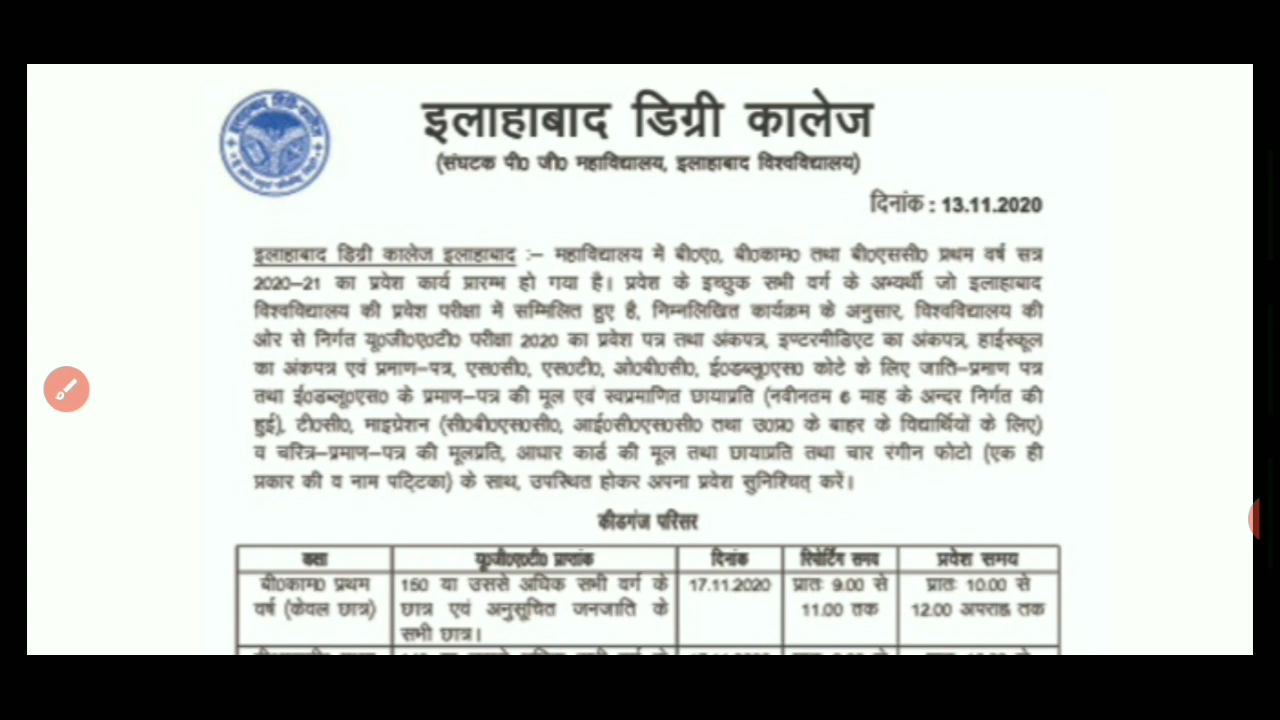 इलाहाबाद डिग्री कालेज
(संघटक पी0 जी0 महाविद्यालय, इलाहाबाद विश्वविद्यालय)
दिनांक : 13.11.2020
इलाहाबाद डिग्री कालेज इलाहाबाद :– महाविद्यालय में बी0ए0, बी0काम0 तथा बी0एससी0 प्रथम वर्ष सत्र
2020–21 का प्रवेश कार्य प्रारम्भ हो गया है। प्रवेश के इच्छुक सभी वर्ग के अभ्यर्थी जो इलाहाबाद
विश्वविद्यालय की प्रवेश परीक्षा में सम्मिलित हुए है, निम्नलिखित कार्यक्रम के अनुसार, विश्वविद्यालय की
ओर से निर्गत यू0जी0ए0टी0 परीक्षा 2020 का प्रवेश पत्र तथा अंकपत्र, इण्टरमीडिएट का अंकपत्र, हाईस्कूल
का अंकपत्र एवं प्रमाण–पत्र, एस0सी0, एस0टी0, ओ0बी0सी0, ई0डब्लू0एस0 कोटे के लिए जाति–प्रमाण पत्र
तथा ई0डब्लू0एस0 के प्रमाण–पत्र की मूल एवं स्वप्रमाणित छायाप्रति (नवीनतम 6 माह के अन्दर निर्गत की
हुई), टी0सी0, माइग्रेशन (सी0बी0एस0सी0, आई0सी0एस0सी0 तथा उ0प्र0 के बाहर के विद्यार्थियों के लिए)
व चरित्र–प्रमाण–पत्र की मूलप्रति, आधार कार्ड की मूल तथा छायाप्रति तथा चार रंगीन फोटो (एक ही
प्रकार की व नाम पट्टिका) के साथ, उपस्थित होकर अपना प्रवेश सुनिश्चित् करें।
कीडगंज परिसर
कक्षा यू0जी0ए0टी0 प्राप्तांक दिनांक रिपोर्टिंग समय प्रवेश समय
बी0काम0 प्रथम 150 या उससे अधिक सभी वर्ग के 17.11.2020 प्रातः 9.00 से प्रातः 10.00 से
वर्ष (केवल छात्र) छात्र एवं अनुसूचित जनजाति के 11.00 तक 12.00 अपराह्न तक
सभी छात्र।